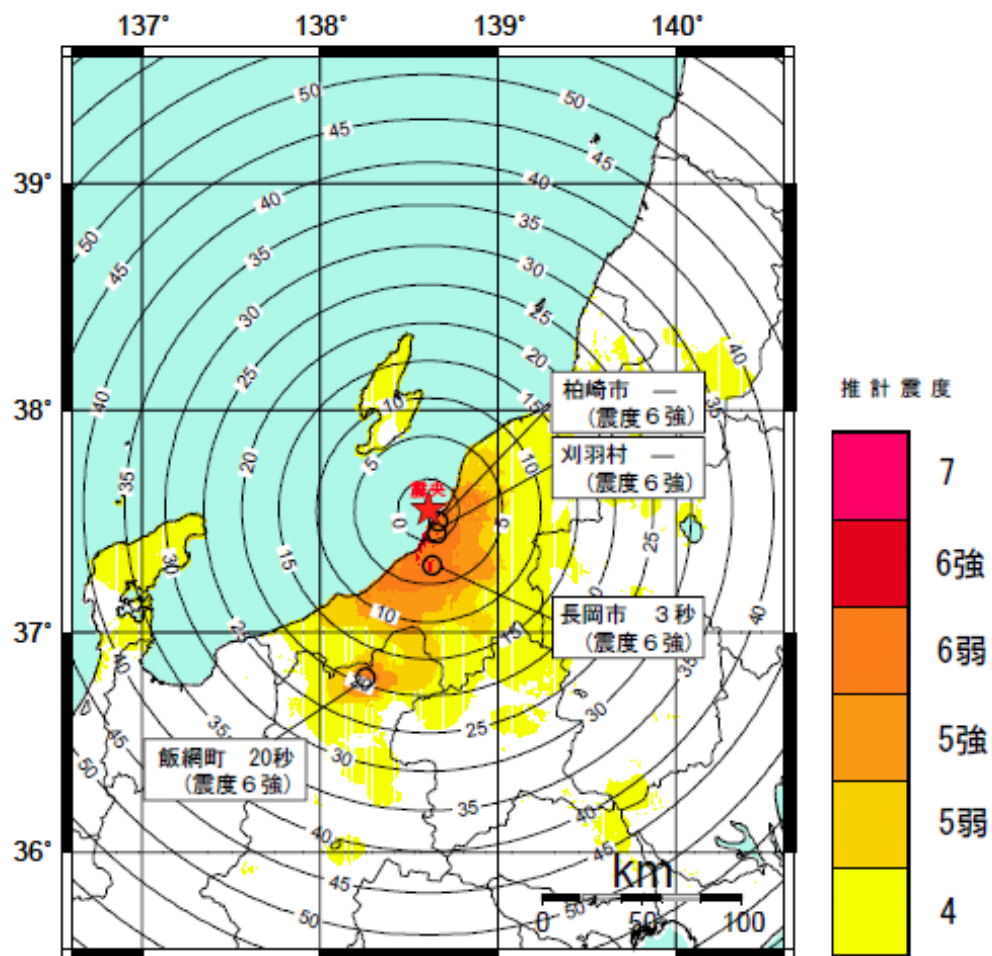 137° 138° 139° 140°
39°
38°
37°
36°
50 45 40 35 30 25 20 15 10 5 0
震央
柏崎市 ―
(震度6強)
刈羽村 ―
(震度6強)
長岡市 3秒
(震度6強)
飯綱町 20秒
(震度6強)
km
0 50 100
推計震度
7
6強
6弱
5強
5弱
4